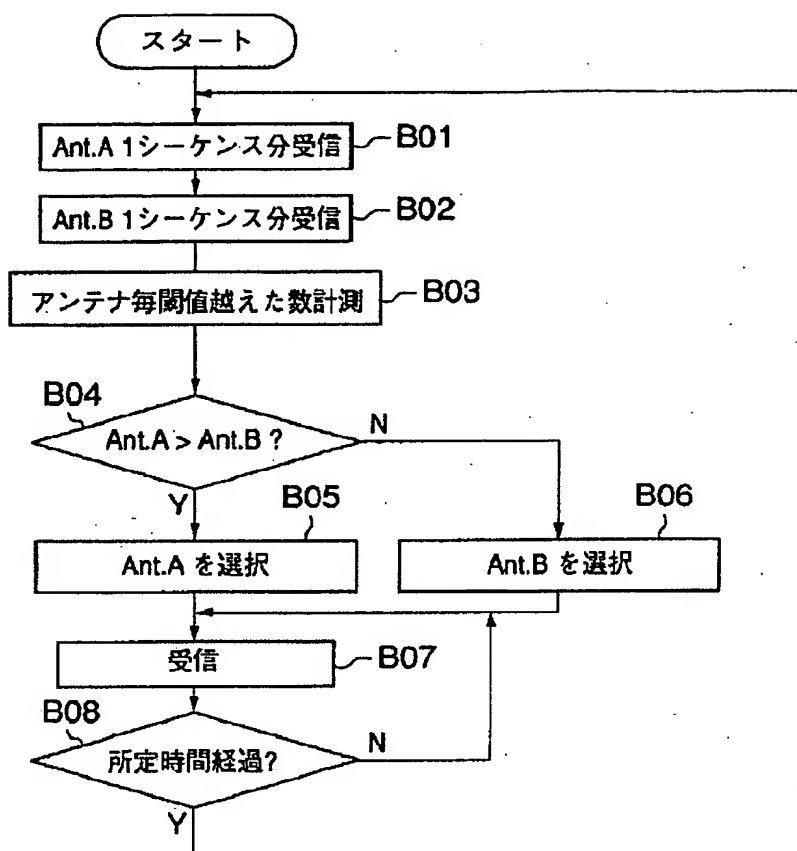 スタート
Ant.A 1シーケンス分受信
B01
Ant.B 1シーケンス分受信
B02
アンテナ毎閾値越えた数計測
B03
B04
Ant.A > Ant.B ?
N
Y
B05
B06
Ant.A を選択
Ant.B を選択
受信
B07
B08
所定時間経過?
N
Y